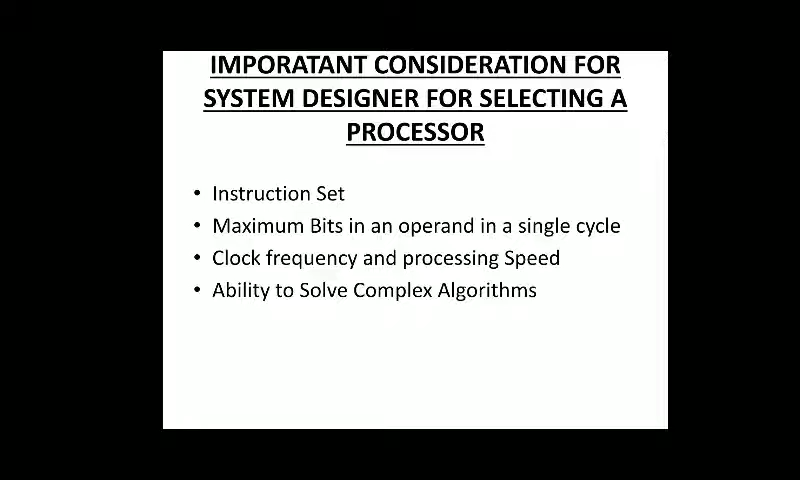 IMPORATANT CONSIDERATION FOR
SYSTEM DESIGNER FOR SELECTING A
PROCESSOR
• Instruction Set
• Maximum Bits in an operand in a single cycle
• Clock frequency and processing Speed
• Ability to Solve Complex Algorithms